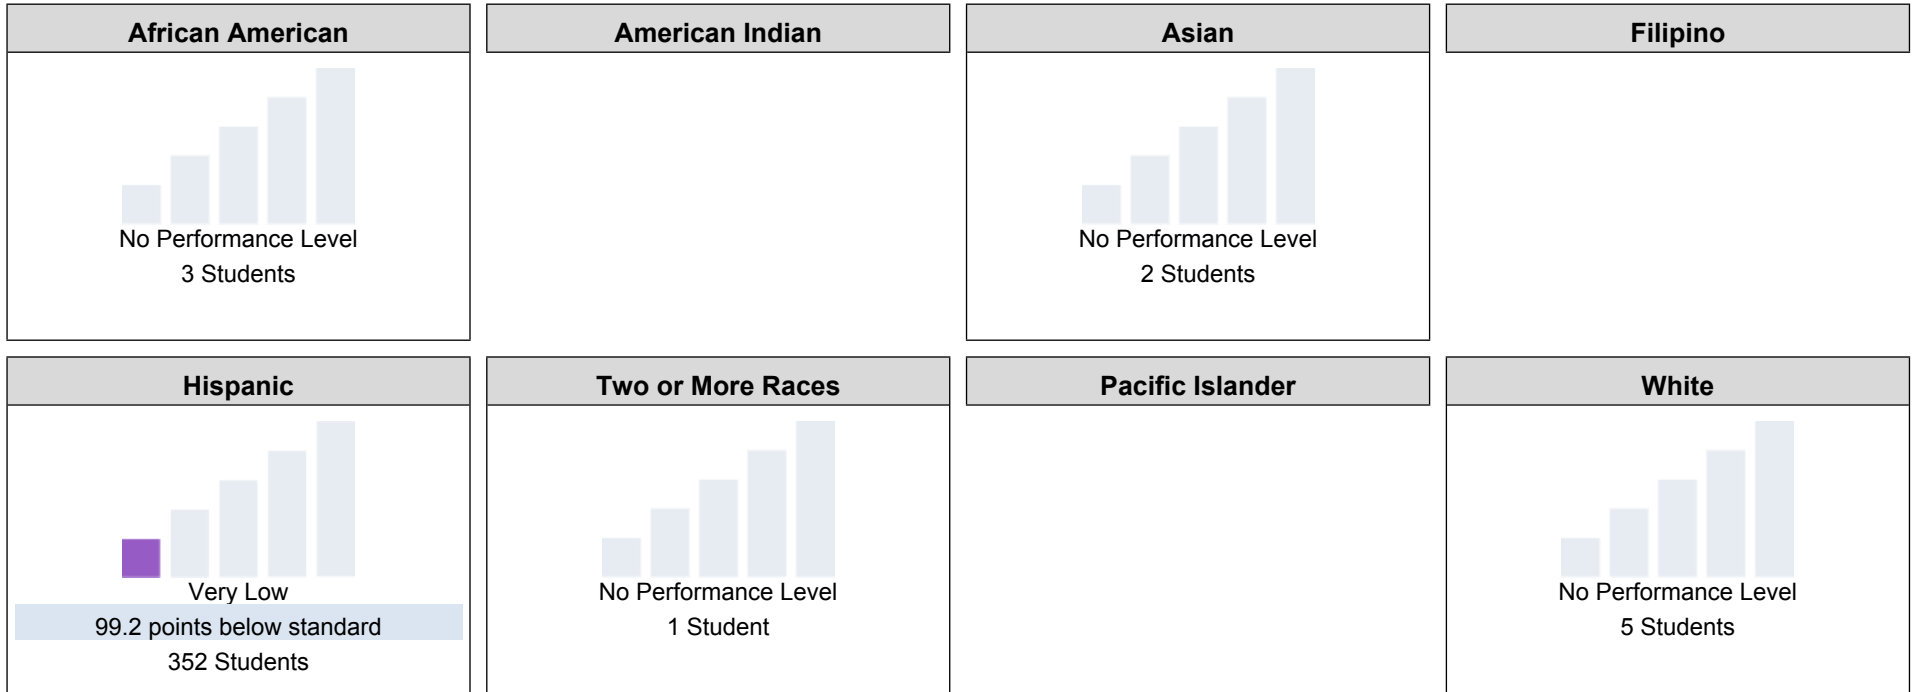 African American
American Indian
Asian
Filipino
No Performance Level
3 Students
No Performance Level
2 Students
Hispanic
Two or More Races
Pacific Islander
White
Very Low
99.2 points below standard
352 Students
No Performance Level
1 Student
No Performance Level
5 Students